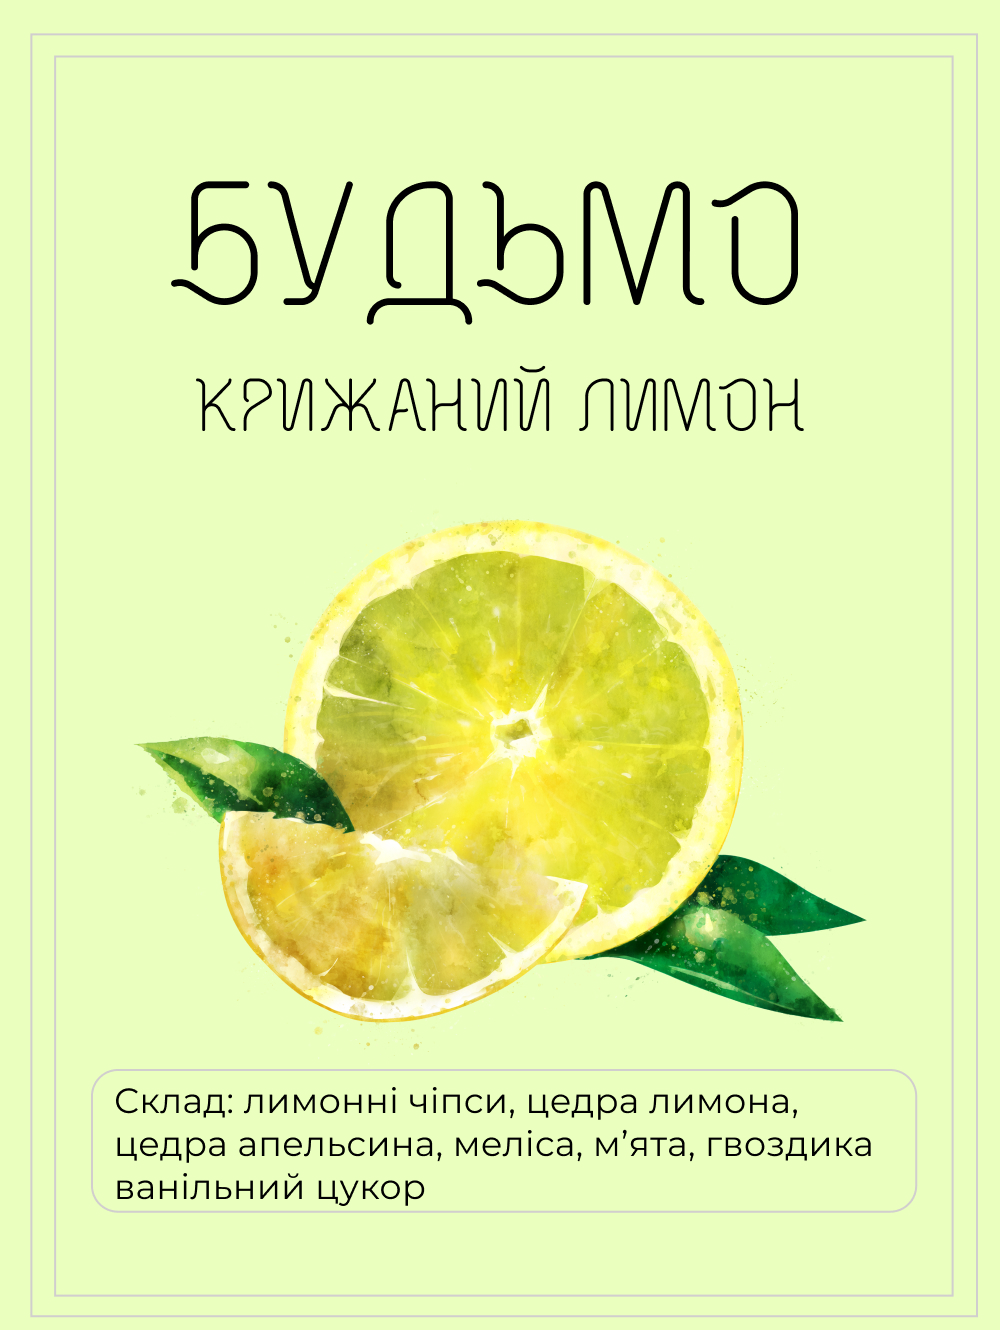 БУДЬМО
КРИЖАНИЙ ЛИМОН
Склад: лимонні чіпси, цедра лимона,
цедра апельсина, меліса, м’ята, гвоздика
ванільний цукор